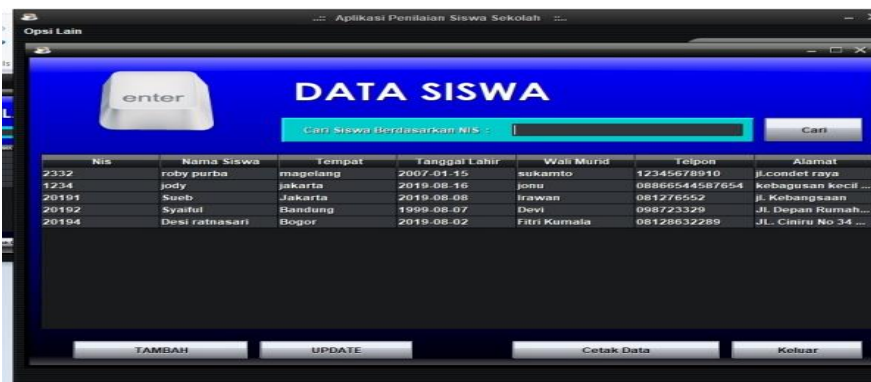 ..:: Aplikasi Penilaian Siswa Sekolah ::..
Opsi Lain
enter
DATA SISWA
Cari Siswa Berdasarkan NIS :
Cari
Nis Nama Siswa Tempat Tanggal Lahir Wali Murid Telpon Alamat
2332 roby purba magelang 2007-01-15 sukamto 12345678910 jl.condet raya
1234 jody jakarta 2019-08-16 jonu 08866544587654 kebagusan kecil ...
20191 Sueb Jakarta 2019-08-08 Irawan 081276552 jl. Kebangsaan
20192 Syaiful Bandung 1999-08-07 Devi 098723329 Jl. Depan Rumah...
20194 Desi ratnasari Bogor 2019-08-02 Fitri Kumala 08128632289 JL. Ciniru No 34 ...
TAMBAH UPDATE Cetak Data Keluar